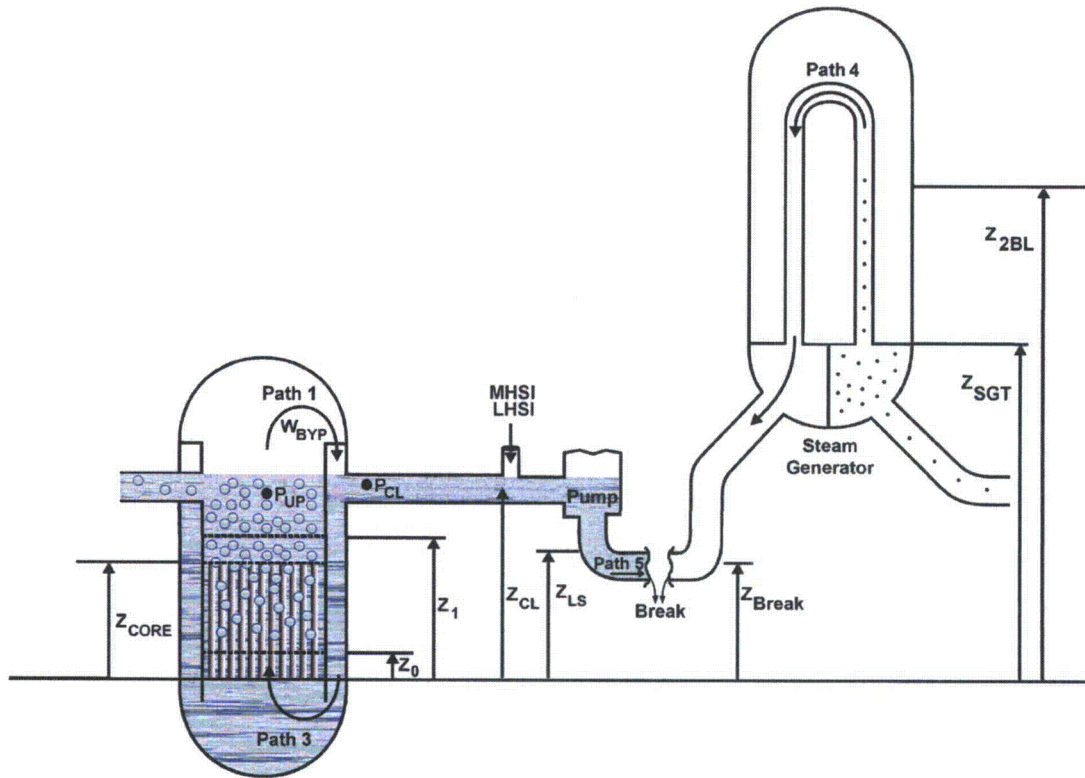 Path 4
Z2BL
ZSGT
Steam
Generator
Path 1
WBYP
MHSI
LHSI
PUP
PCL
Pump
Path 5
Break
ZCORE
Z1
ZCL
ZLS
ZBreak
Z0
Path 3